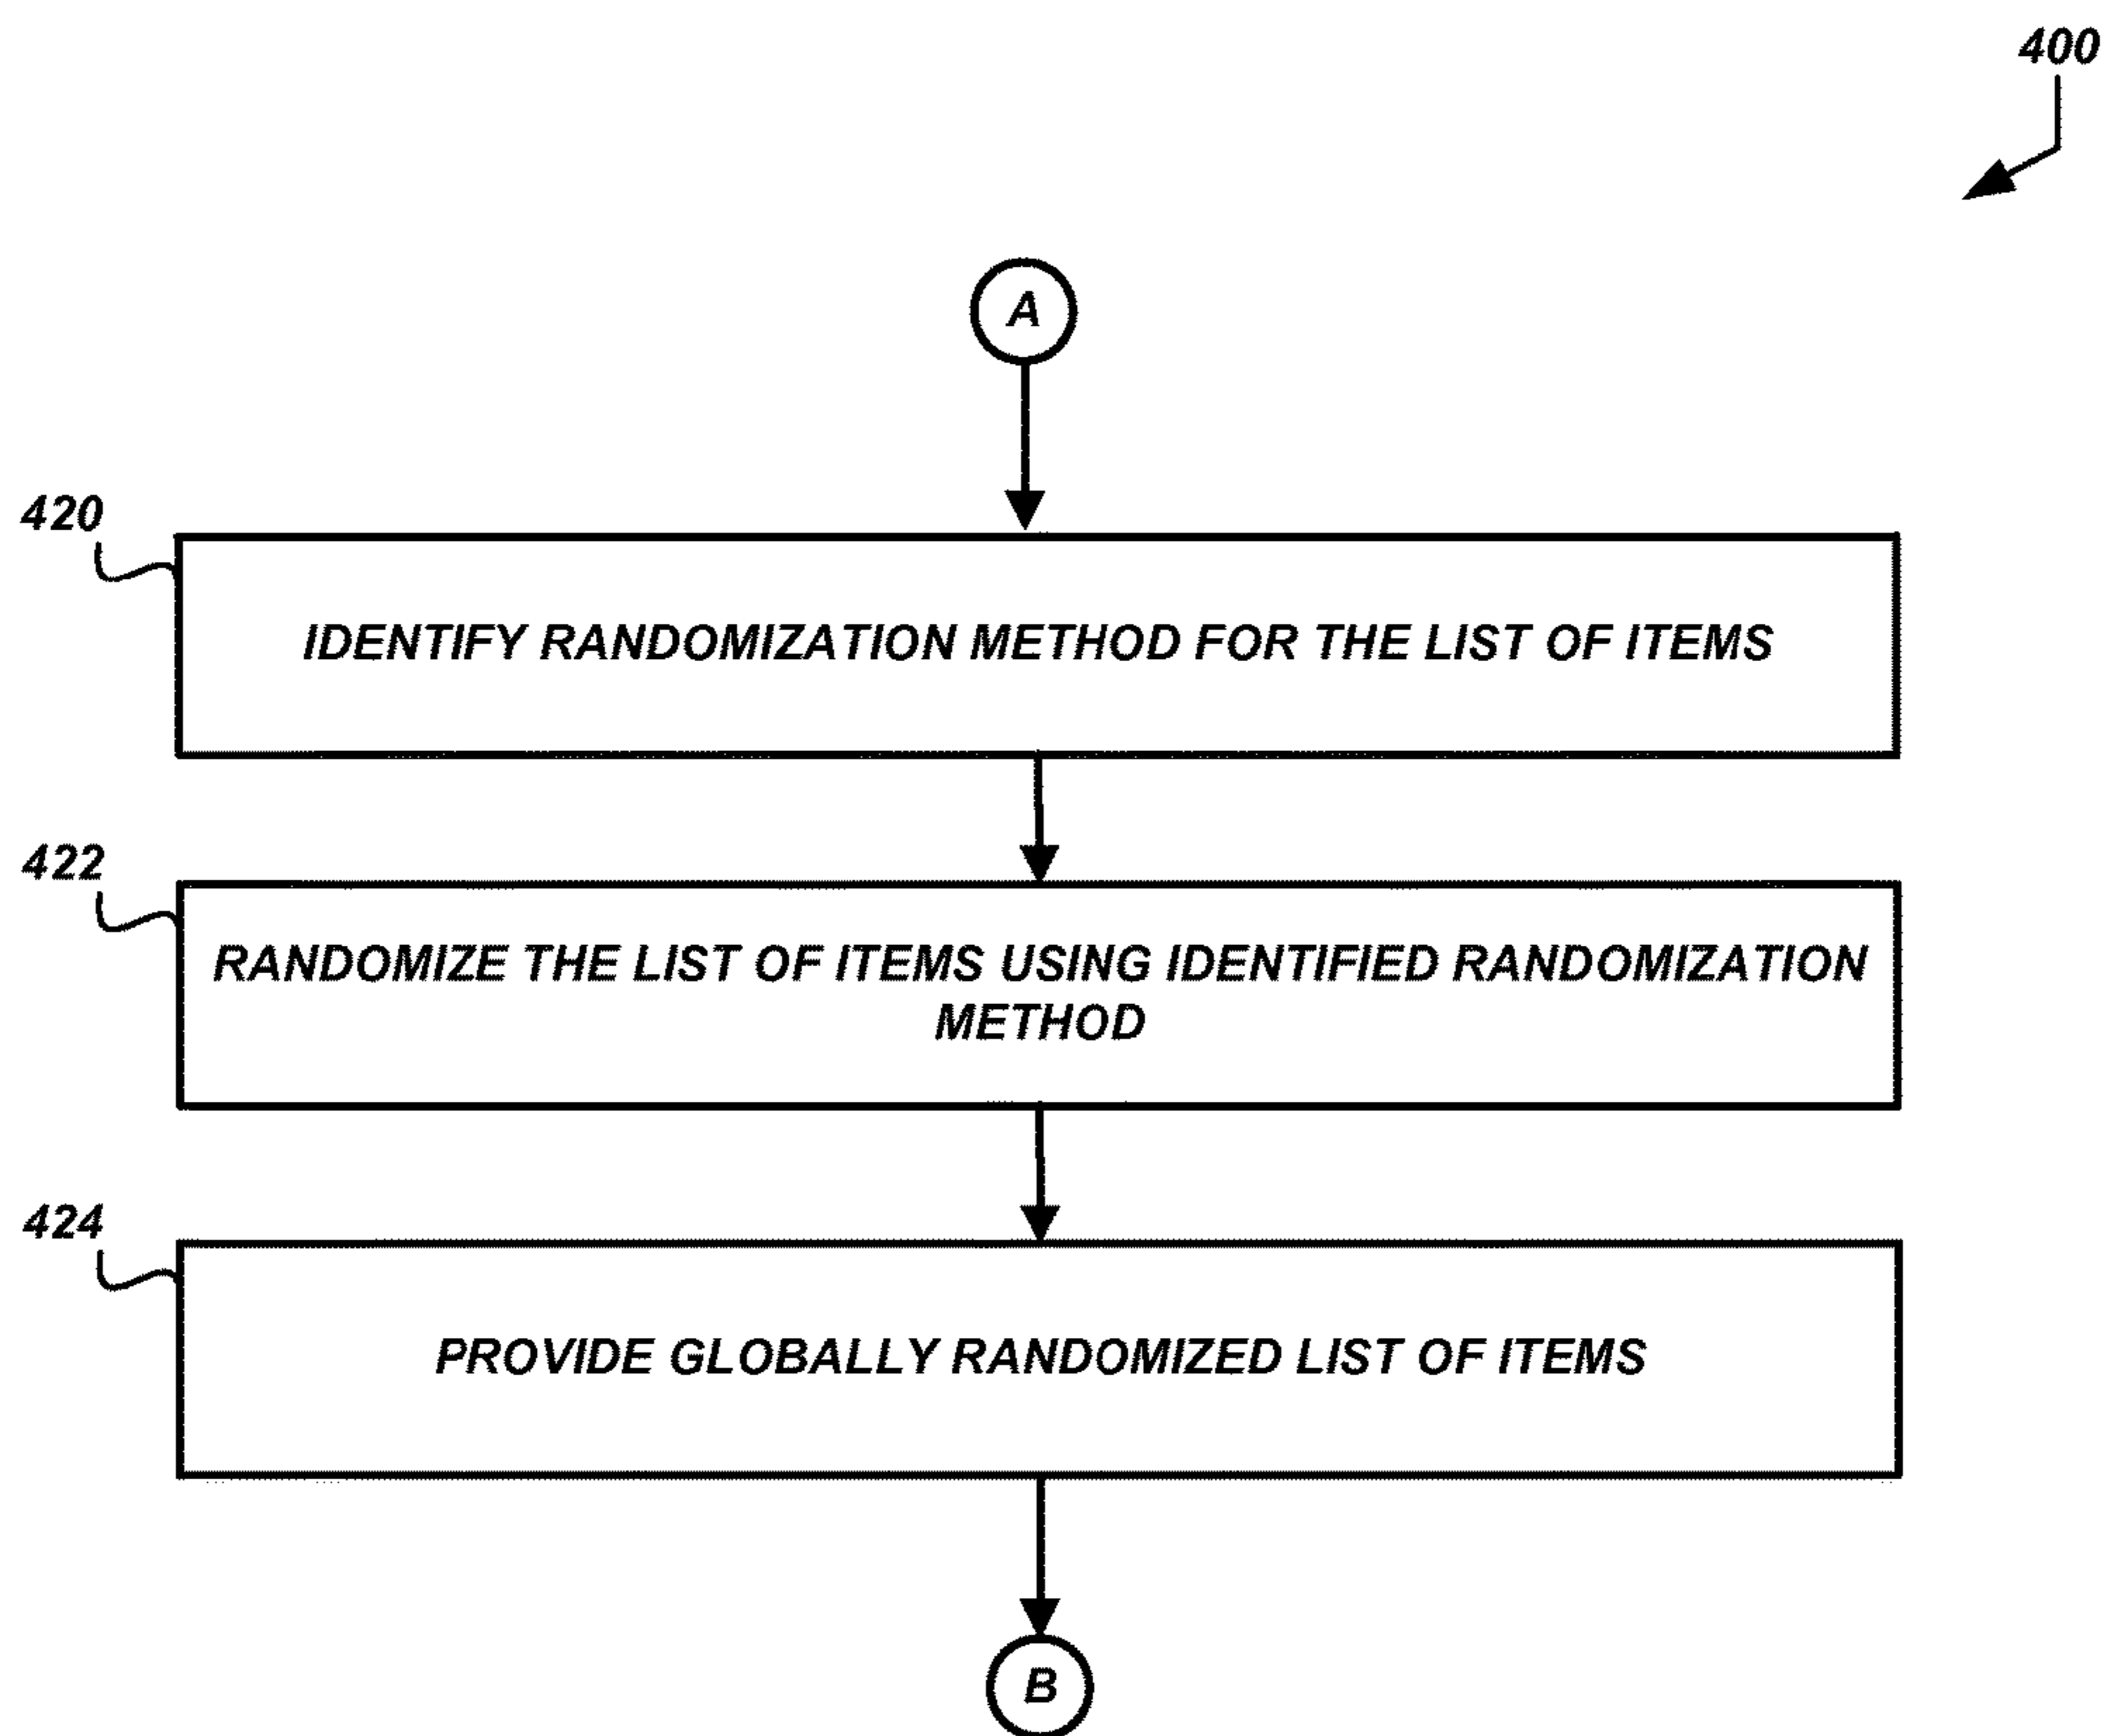 400
A
420
IDENTIFY RANDOMIZATION METHOD FOR THE LIST OF ITEMS
422
RANDOMIZE THE LIST OF ITEMS USING IDENTIFIED RANDOMIZATION
METHOD
424
PROVIDE GLOBALLY RANDOMIZED LIST OF ITEMS
B